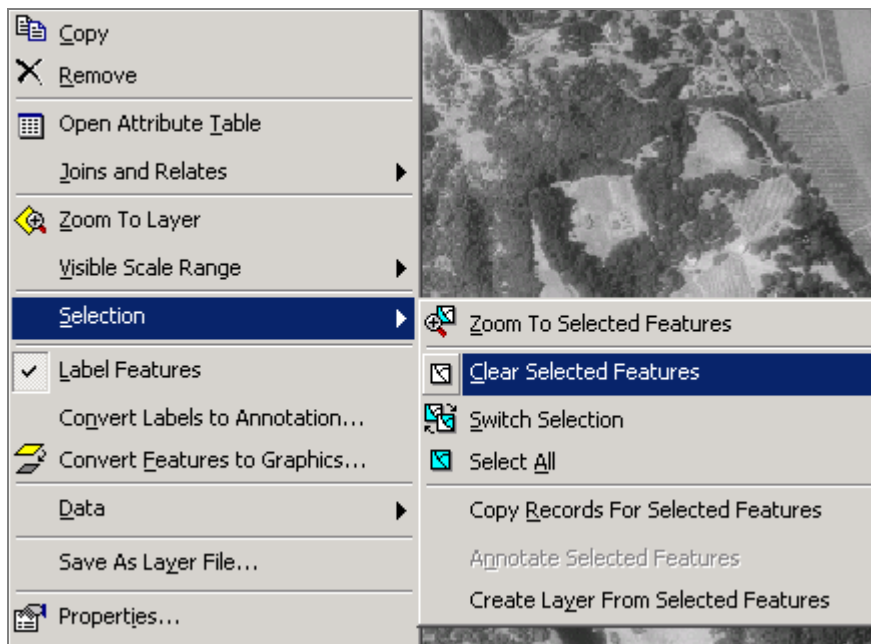 Copy
Remove
Open Attribute Table
Joins and Relates
Zoom To Layer
Visible Scale Range
Selection
Label Features
Convert Labels to Annotation...
Convert Features to Graphics...
Data
Save As Layer File...
Properties...
Zoom To Selected Features
Clear Selected Features
Switch Selection
Select All
Copy Records For Selected Features
Annotate Selected Features
Create Layer From Selected Features